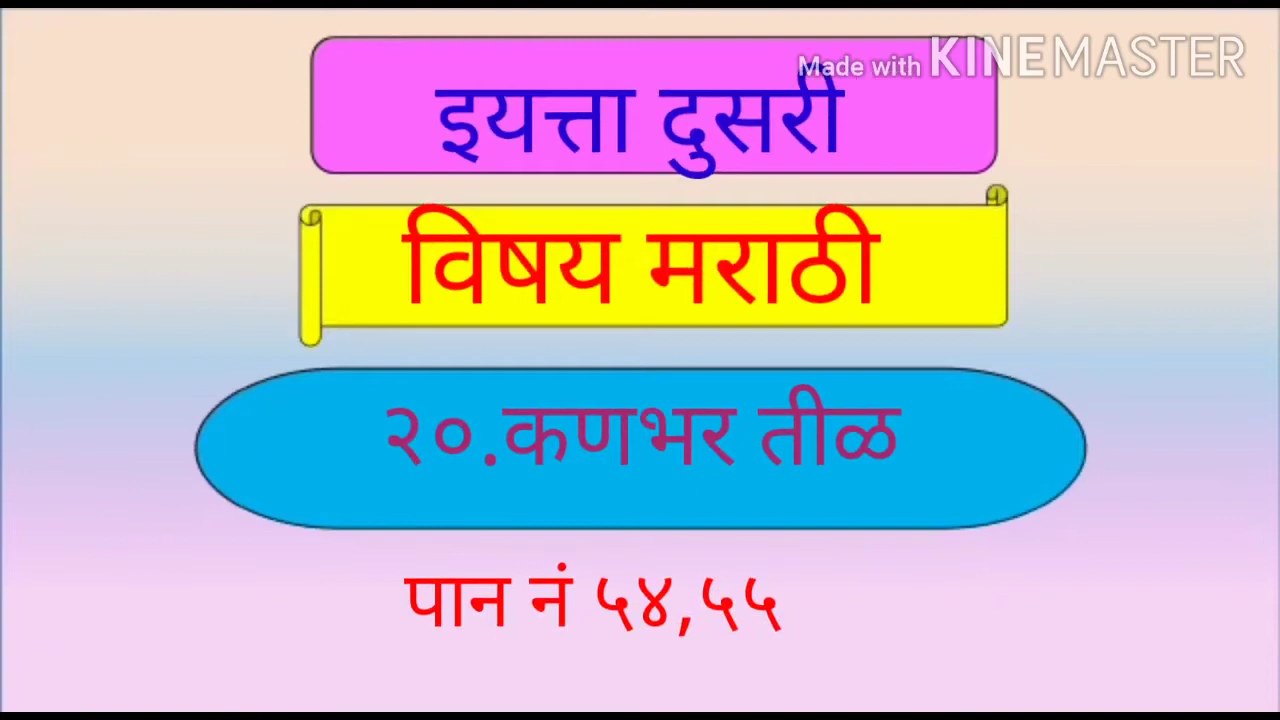 Made with KINEMASTER
इयत्ता दुसरी
विषय मराठी
२०.कणभर तीळ
पान नं ५४,५५